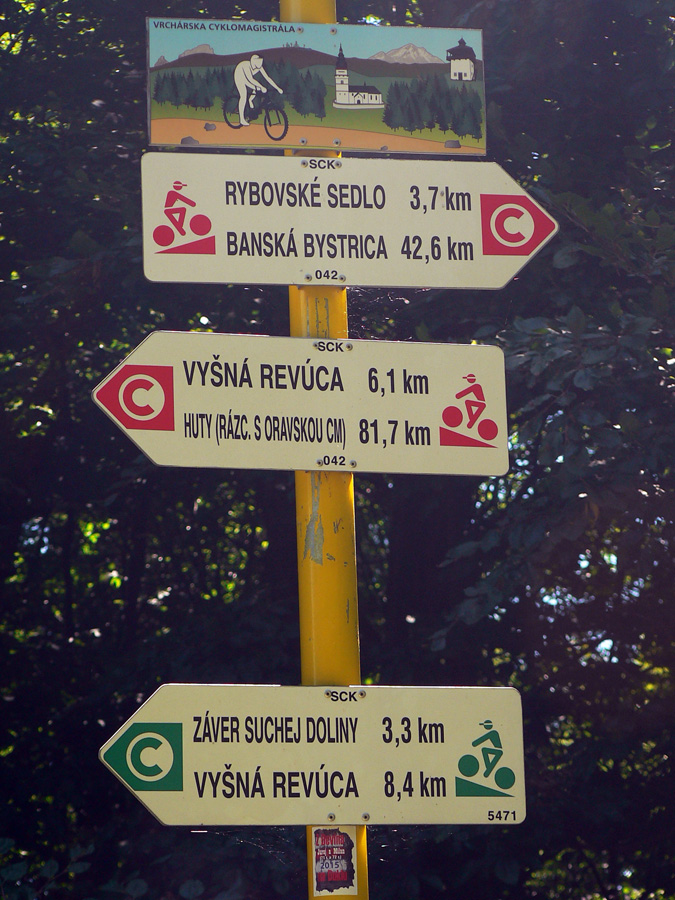 VRCHÁRSKA CYKLOMAGISTRÁLA
SCK
RYBOVSKÉ SEDLO 3,7 km
C
BANSKÁ BYSTRICA 42,6 km
042
SCK
VYŠNÁ REVÚCA 6,1 km
C
HUTY (RÁZC. S ORAVSKOU CM) 81,7 km
042
SCK
ZÁVER SUCHEJ DOLINY 3,3 km
C
VYŠNÁ REVÚCA 8,4 km
5471
2015